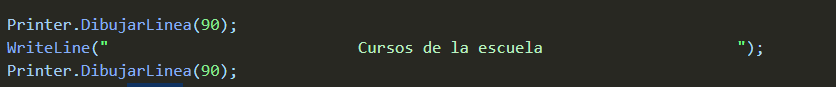 Printer.DibujarLinea(90);
WriteLine("                           Cursos de la escuela                     ");
Printer.DibujarLinea(90);